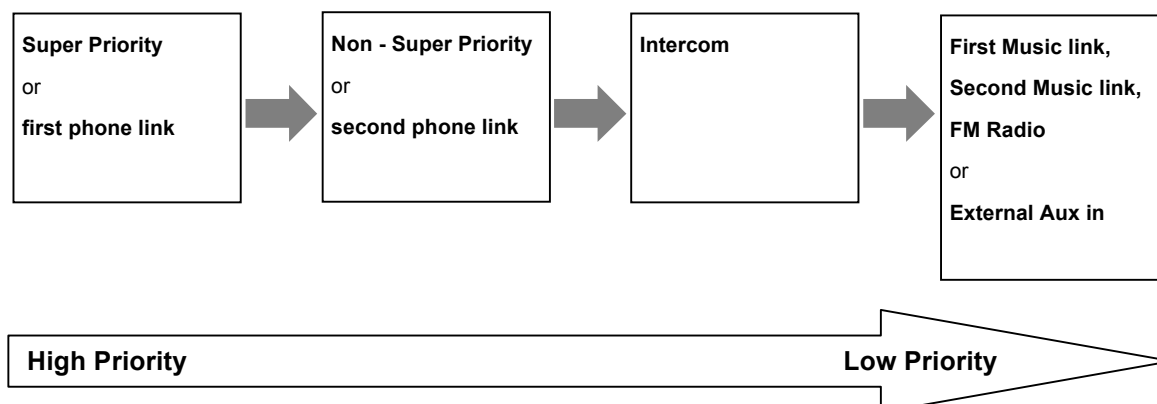 Super Priority
or
first phone link
Non - Super Priority
or
second phone link
Intercom
First Music link,
Second Music link,
FM Radio
or
External Aux in
High Priority
Low Priority